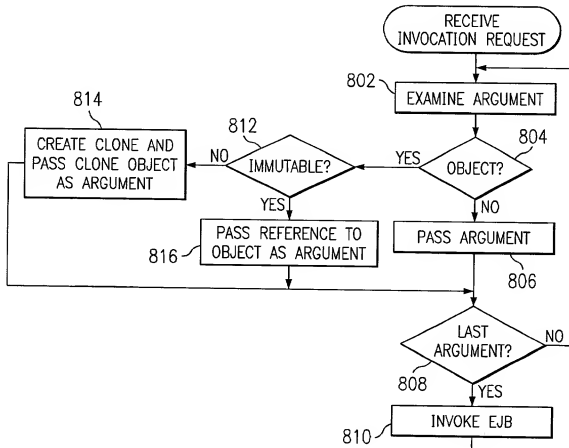 RECEIVE
INVOCATION REQUEST
802
EXAMINE ARGUMENT
814
812
804
CREATE CLONE AND
PASS CLONE OBJECT
AS ARGUMENT
NO
IMMUTABLE?
YES
OBJECT?
YES
NO
PASS REFERENCE TO
OBJECT AS ARGUMENT
816
PASS ARGUMENT
806
LAST
ARGUMENT?
NO
808
YES
810
INVOKE EJB